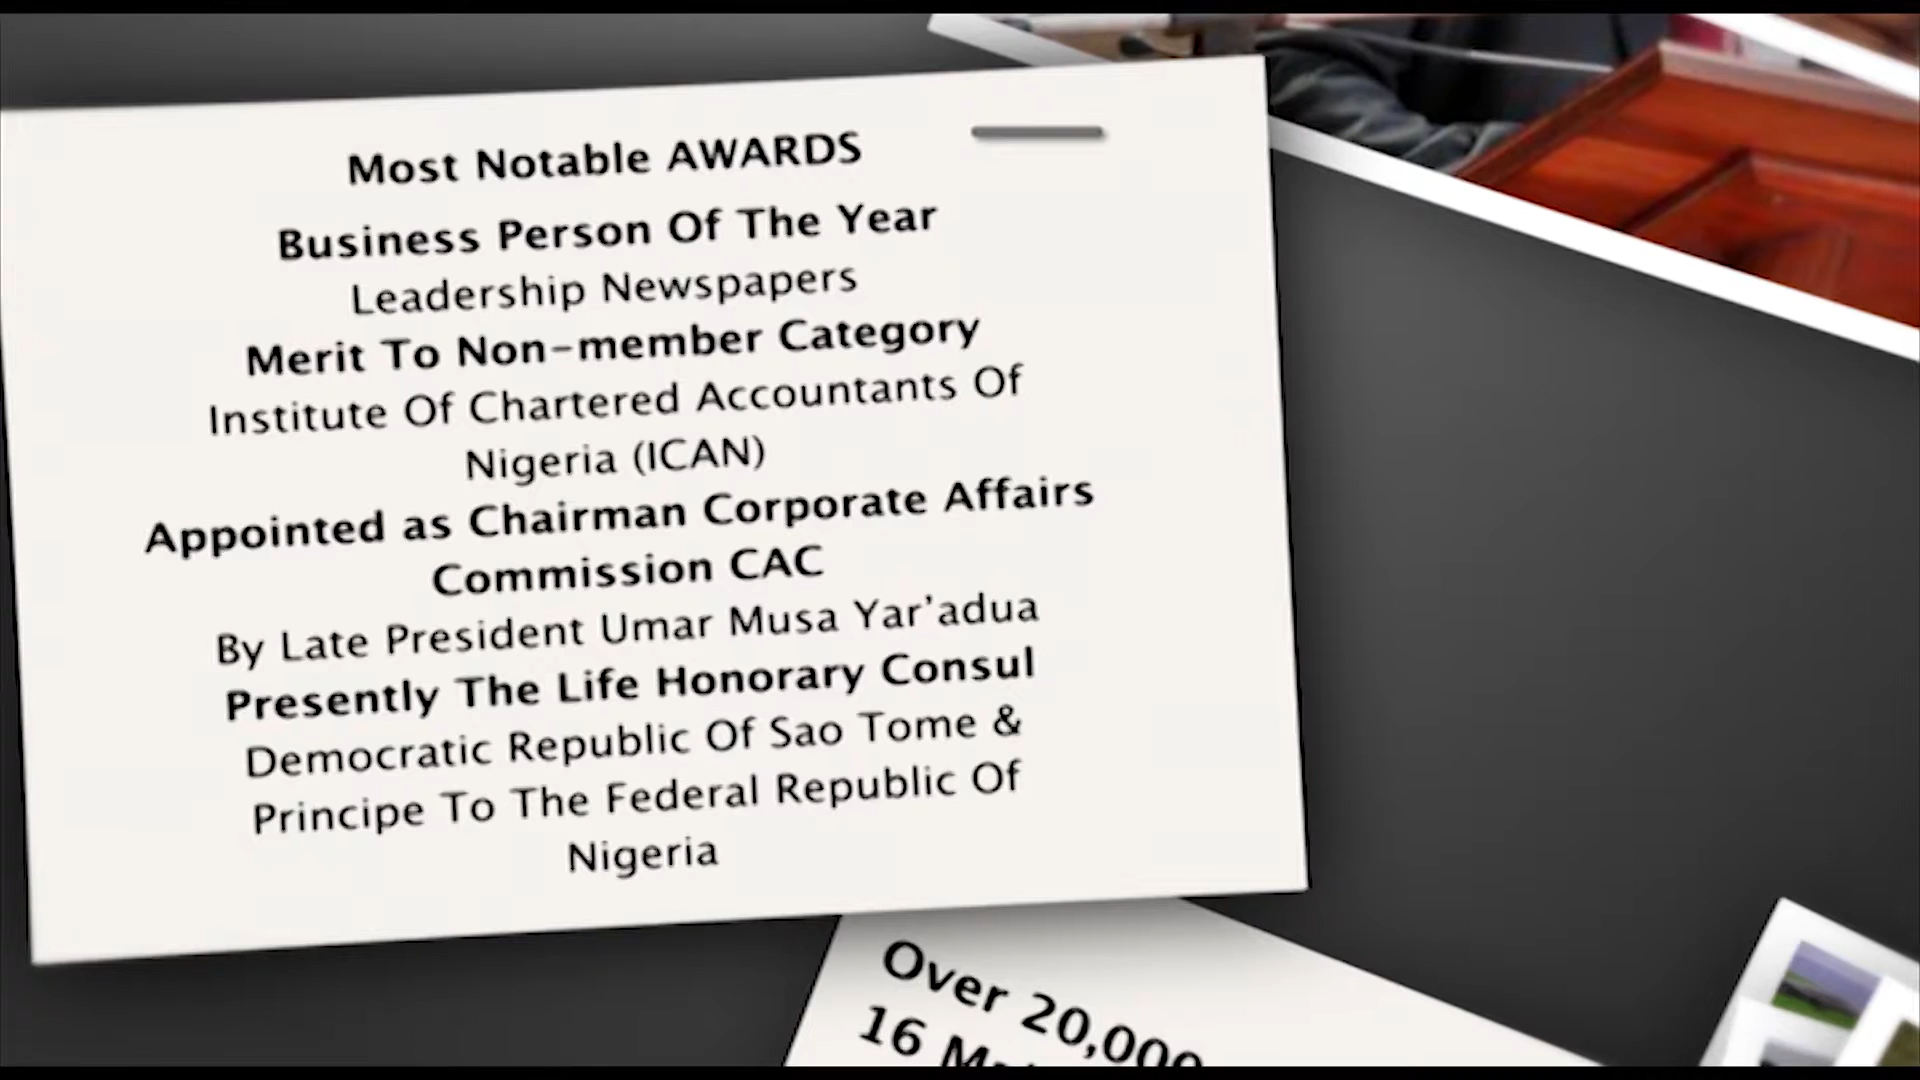 Most Notable AWARDS
Business Person Of The Year
Leadership Newspapers
Merit To Non-member Category
Institute Of Chartered Accountants Of
Nigeria (ICAN)
Appointed as Chairman Corporate Affairs
Commission CAC
By Late President Umar Musa Yar'adua
Presently The Life Honorary Consul
Democratic Republic Of Sao Tome &
Principe To The Federal Republic Of
Nigeria
Over 20,000
16